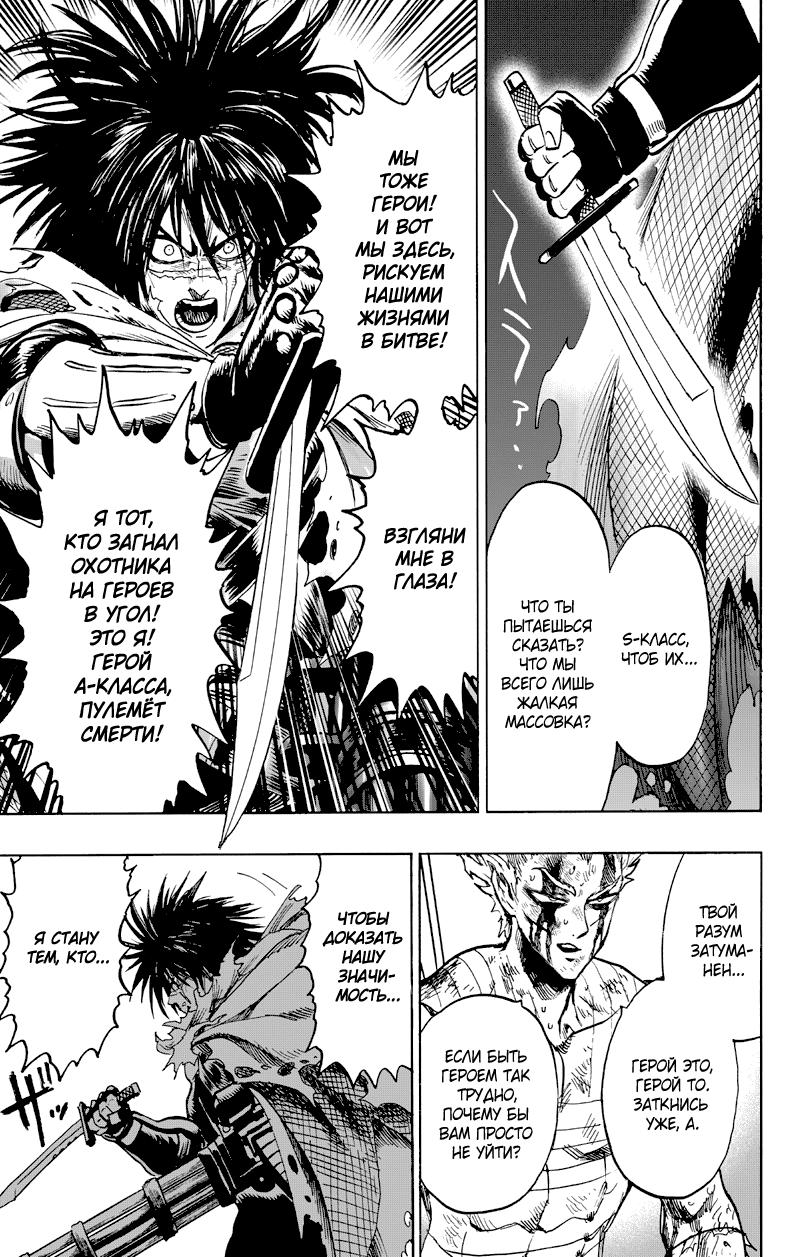 S-КЛАСС,
ЧТОБ ИХ...
ЧТО ТЫ
ПЫТАЕШЬСЯ
СКАЗАТЬ?
ЧТО МЫ
ВСЕГО ЛИШЬ
ЖАЛКАЯ
МАССОВКА?
МЫ
ТОЖЕ
ГЕРОИ!
И ВОТ
МЫ ЗДЕСЬ,
РИСКУЕМ
НАШИМИ
ЖИЗНЯМИ
В БИТВЕ!
ВЗГЛЯНИ
МНЕ В
ГЛАЗА!
Я ТОТ,
КТО ЗАГНАЛ
ОХОТНИКА
НА ГЕРОЕВ
В УГОЛ!
ЭТО Я!
ГЕРОЙ
А-КЛАССА,
ПУЛЕМЁТ
СМЕРТИ!
ТВОЙ
РАЗУМ
ЗАТУМА-
НЕН...
ГЕРОЙ ЭТО,
ГЕРОЙ ТО.
ЗАТКНИСЬ
УЖЕ, А.
ЕСЛИ БЫТЬ
ГЕРОЕМ ТАК
ТРУДНО,
ПОЧЕМУ БЫ
ВАМ ПРОСТО
НЕ УЙТИ?
ЧТОБЫ
ДОКАЗАТЬ
НАШУ
ЗНАЧИ-
МОСТЬ...
Я СТАНУ
ТЕМ, КТО...